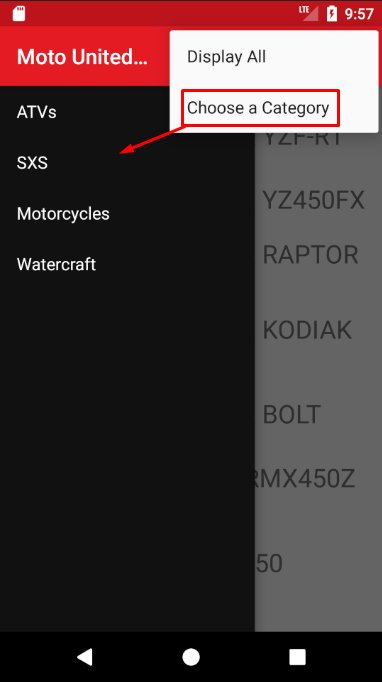 LTE 9:57
Moto United...
Display All
Choose a Category
ATVs
SXS
Motorcycles
Watercraft
YZF-R1
YZ450FX
RAPTOR
KODIAK
BOLT
RMX450Z
50